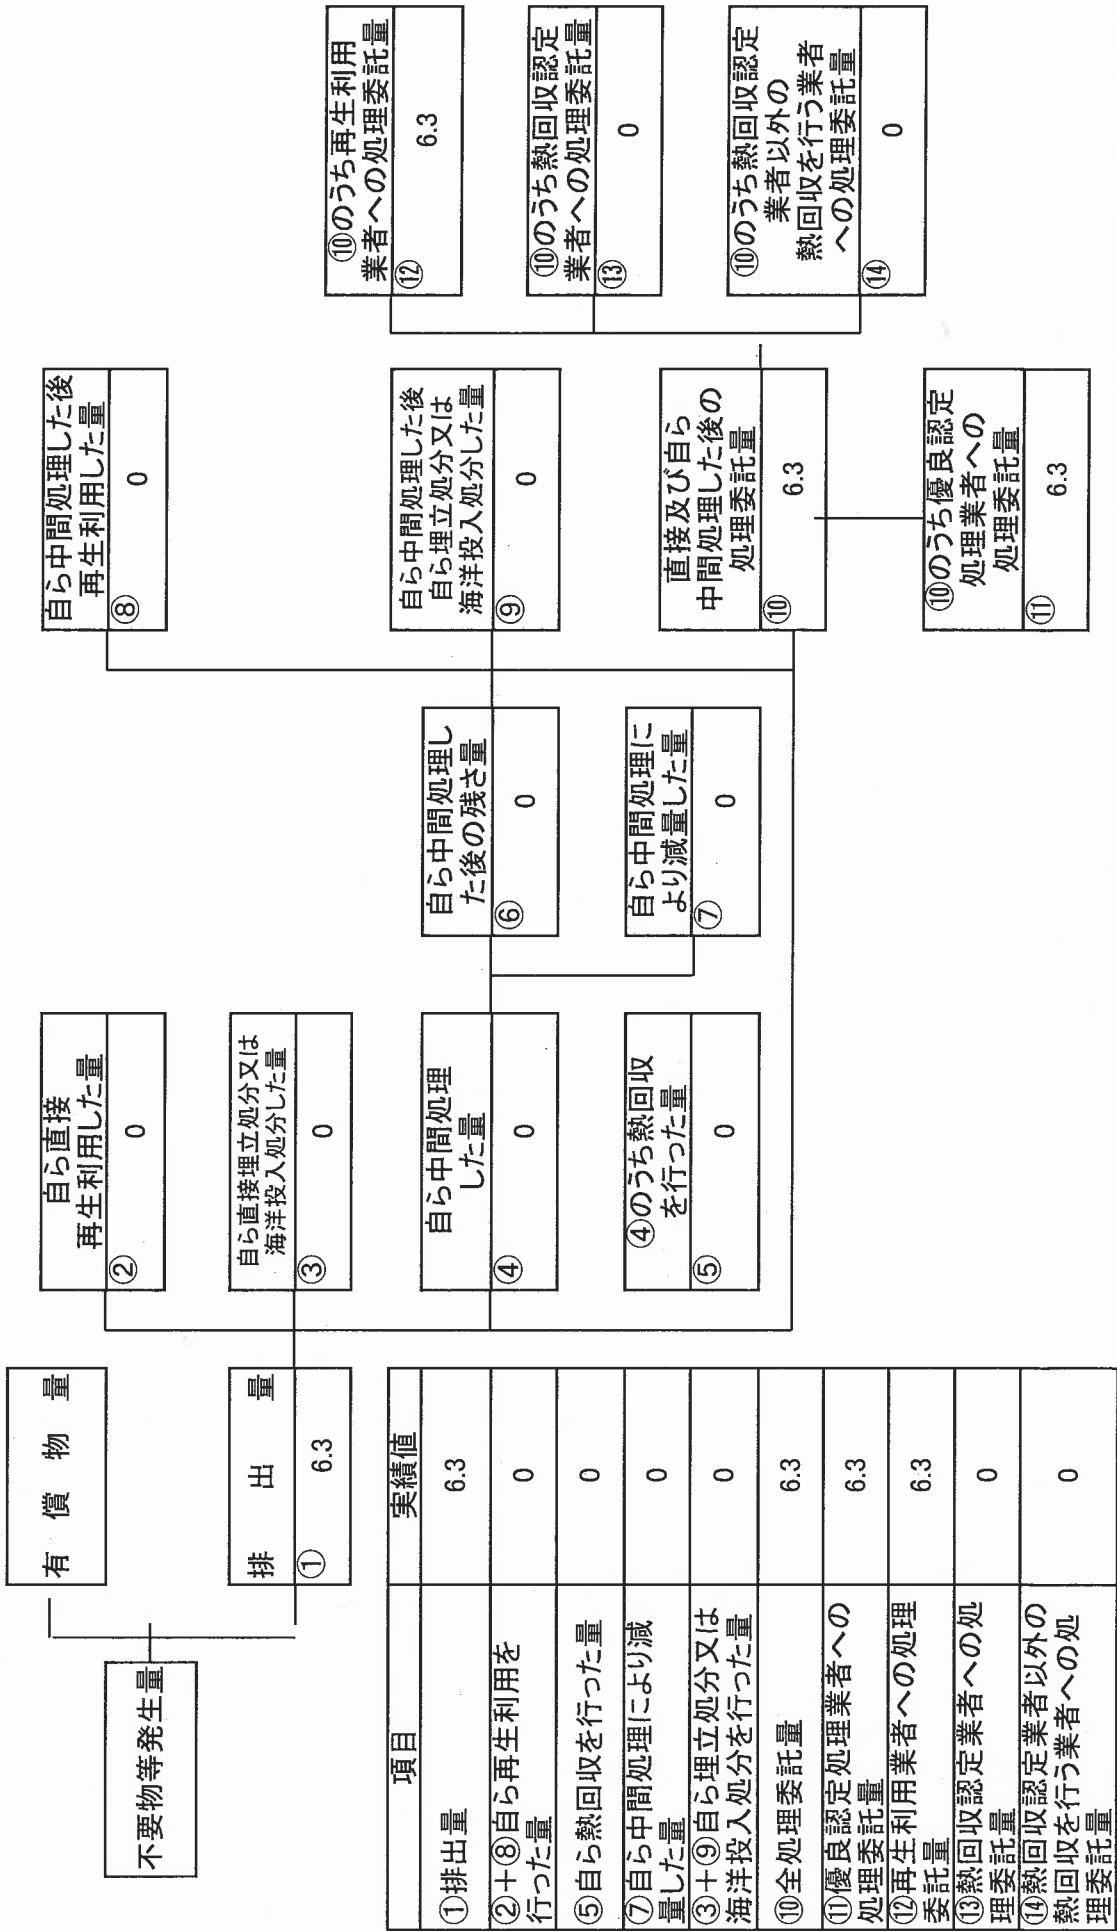 不要物等発生量
有償物量
排出量
①
6.3
自ら直接
再生利用した量
②
0
自ら直接埋立処分又は
海洋投入処分した量
③
0
自ら中間処理
した量
④
0
④のうち熱回収
を行った量
⑤
0
自ら中間処理し
た後の残さ量
⑥
0
自ら中間処理に
より減量した量
⑦
0
自ら中間処理した後
再生利用した量
⑧
0
自ら中間処理した後
自ら埋立処分又は
海洋投入処分した量
⑨
0
直接及び自ら
中間処理した後の
処理委託量
⑩
6.3
⑩のうち優良認定
処理業者への
処理委託量
⑪
6.3
⑩のうち再生利用
業者への処理委託量
⑫
6.3
⑩のうち熱回収認定
業者への処理委託量
⑬
0
⑩のうち熱回収認定
業者以外の
熱回収を行う業者
への処理委託量
⑭
0
項目 実績値
①排出量 6.3
②+⑧自ら再生利用を
行った量 0
⑤自ら熱回収を行った量 0
⑦自ら中間処理により減
量した量 0
③+⑨自ら埋立処分又は
海洋投入処分を行った量 0
⑩全処理委託量 6.3
⑪優良認定処理業者への
処理委託量 6.3
⑫再生利用業者への処理
委託量 6.3
⑬熱回収認定業者への処
理委託量 0
⑭熱回収認定業者以外の
熱回収を行う業者への処
理委託量 0